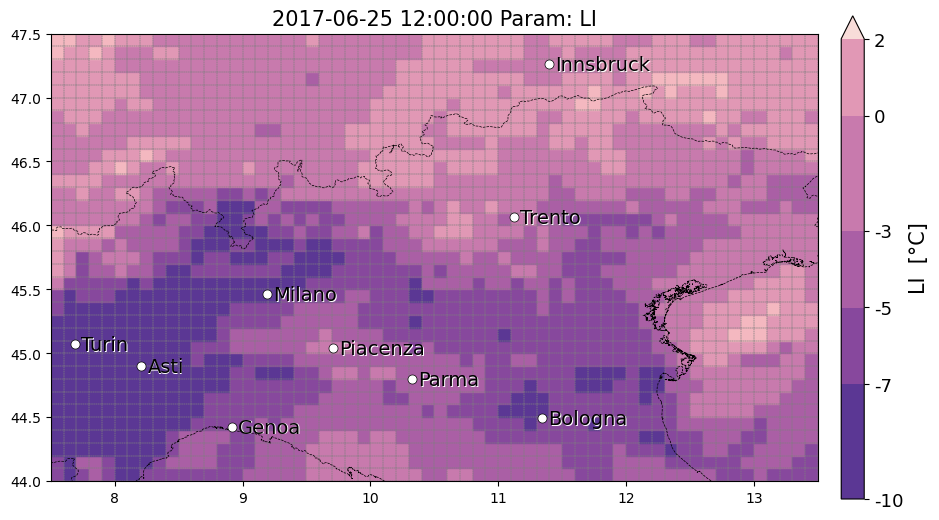 2017-06-25 12:00:00 Param: LI
47.5
47.0
46.5
46.0
45.5
45.0
44.5
44.0
8
9
10
11
12
13
Innsbruck
Trento
Milano
Turin
Asti
Piacenza
Parma
Genoa
Bologna
2
0
-3
-5
-7
-10
LI [°C]